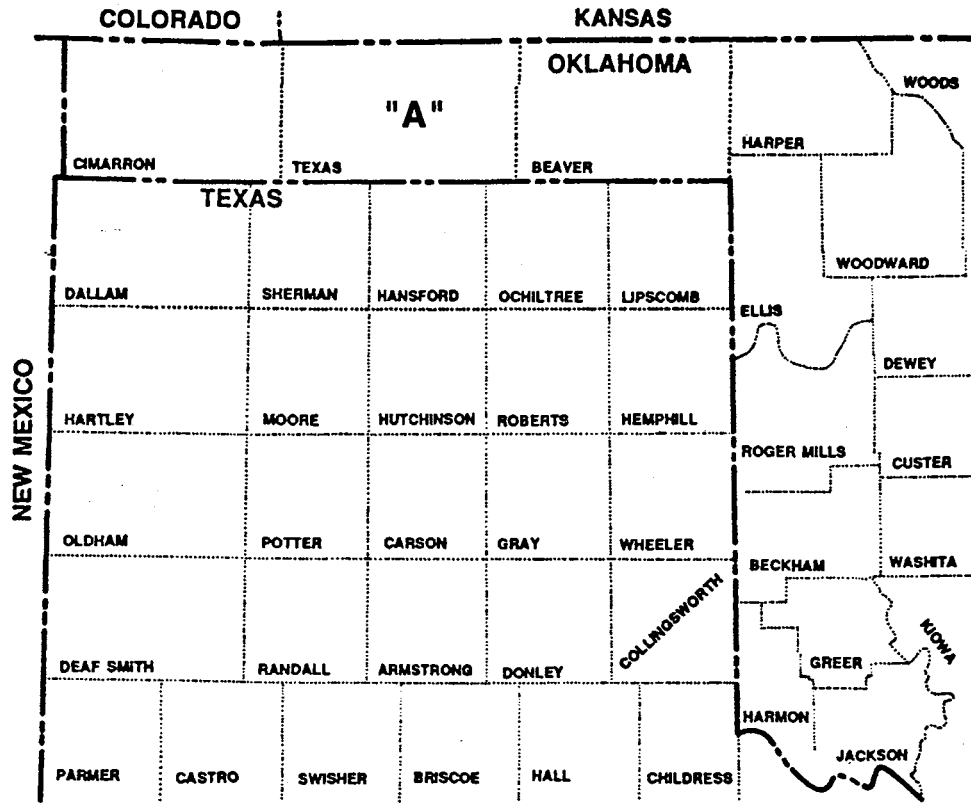 COLORADO KANSAS
OKLAHOMA
WOODS
"A"
HARPER
CIMARRON TEXAS BEAVER
TEXAS
WOODWARD
DALLAM SHERMAN HANSFORD OCHILTREE LIPSCOMB
ELLIS
DEWEY
NEW MEXICO
HARTLEY MOORE HUTCHINSON ROBERTS HEMPHILL
ROGER MILLS
CUSTER
OLDHAM POTTER CARSON GRAY WHEELER
BECKHAM WASHITA
COLLINGSWORTH
KIOWA
DEAF SMITH RANDALL ARMSTRONG DONLEY
GREER
HARMON
JACKSON
PARMER CASTRO SWISHER BRISCOE HALL CHILDRESS